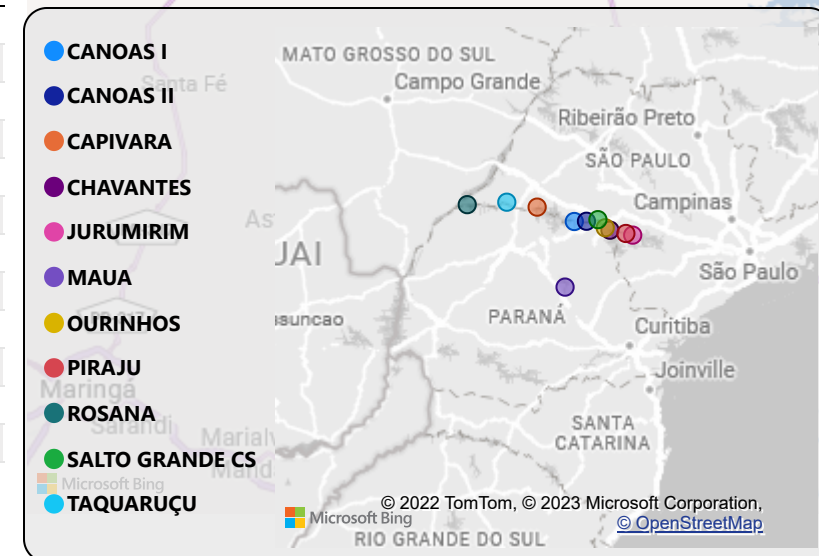 CANOAS I
CANOAS II
CAPIVARA
CHAVANTES
JURUMIRIM
MAUA
OURINHOS
PIRAJU
ROSANA
SALTO GRANDE CS
TAQUARUÇU
Santa Fé
Maringá
Sarandi
Microsoft Bing
MATO GROSSO DO SUL
Campo Grande
Ribeirão Preto
SÃO PAULO
Campinas
São Paulo
UAI
ssuncao
PARANÁ
Curitiba
Joinville
SANTA
CATARINA
© 2022 TomTom, © 2023 Microsoft Corporation,
Microsoft Bing
© OpenStreetMap
RIO GRANDE DO SUL